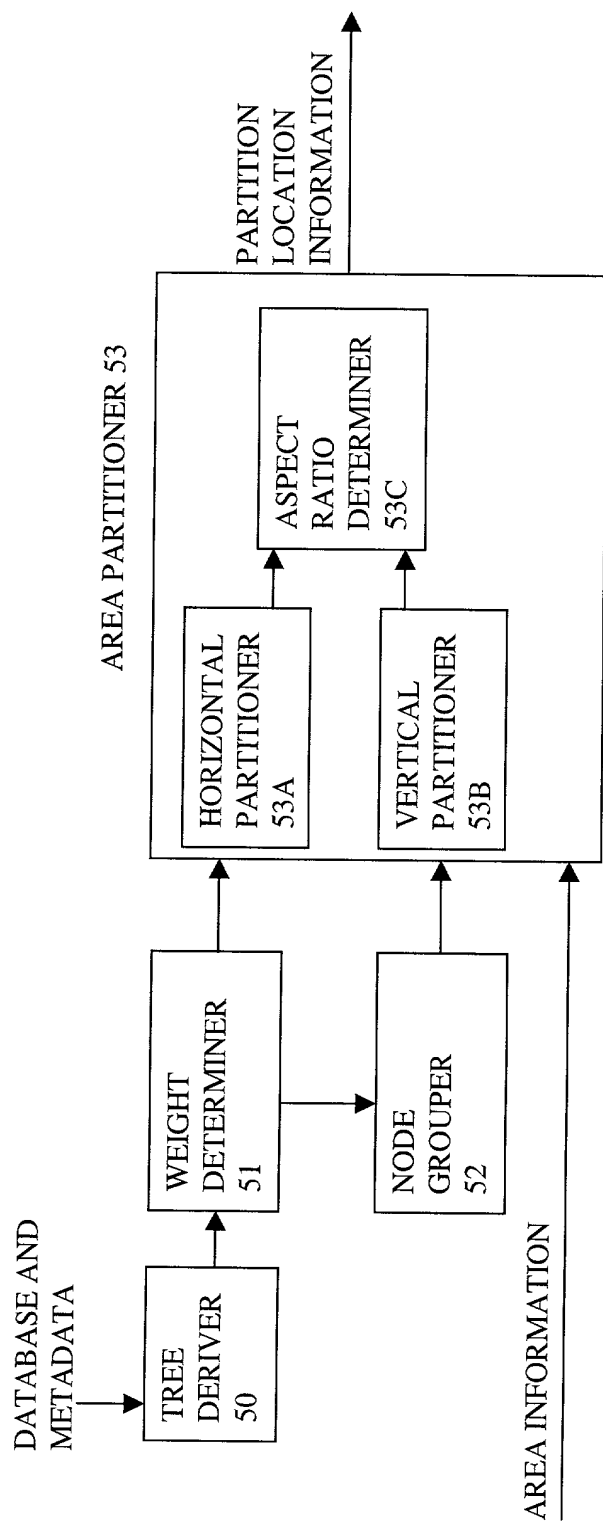 DATABASE AND
METADATA
TREE
DERIVER
50
WEIGHT
DETERMINER
51
NODE
GROUPER
52
AREA INFORMATION
AREA PARTITIONER 53
HORIZONTAL
PARTITIONER
53A
VERTICAL
PARTITIONER
53B
ASPECT
RATIO
DETERMINER
53C
PARTITION
LOCATION
INFORMATION